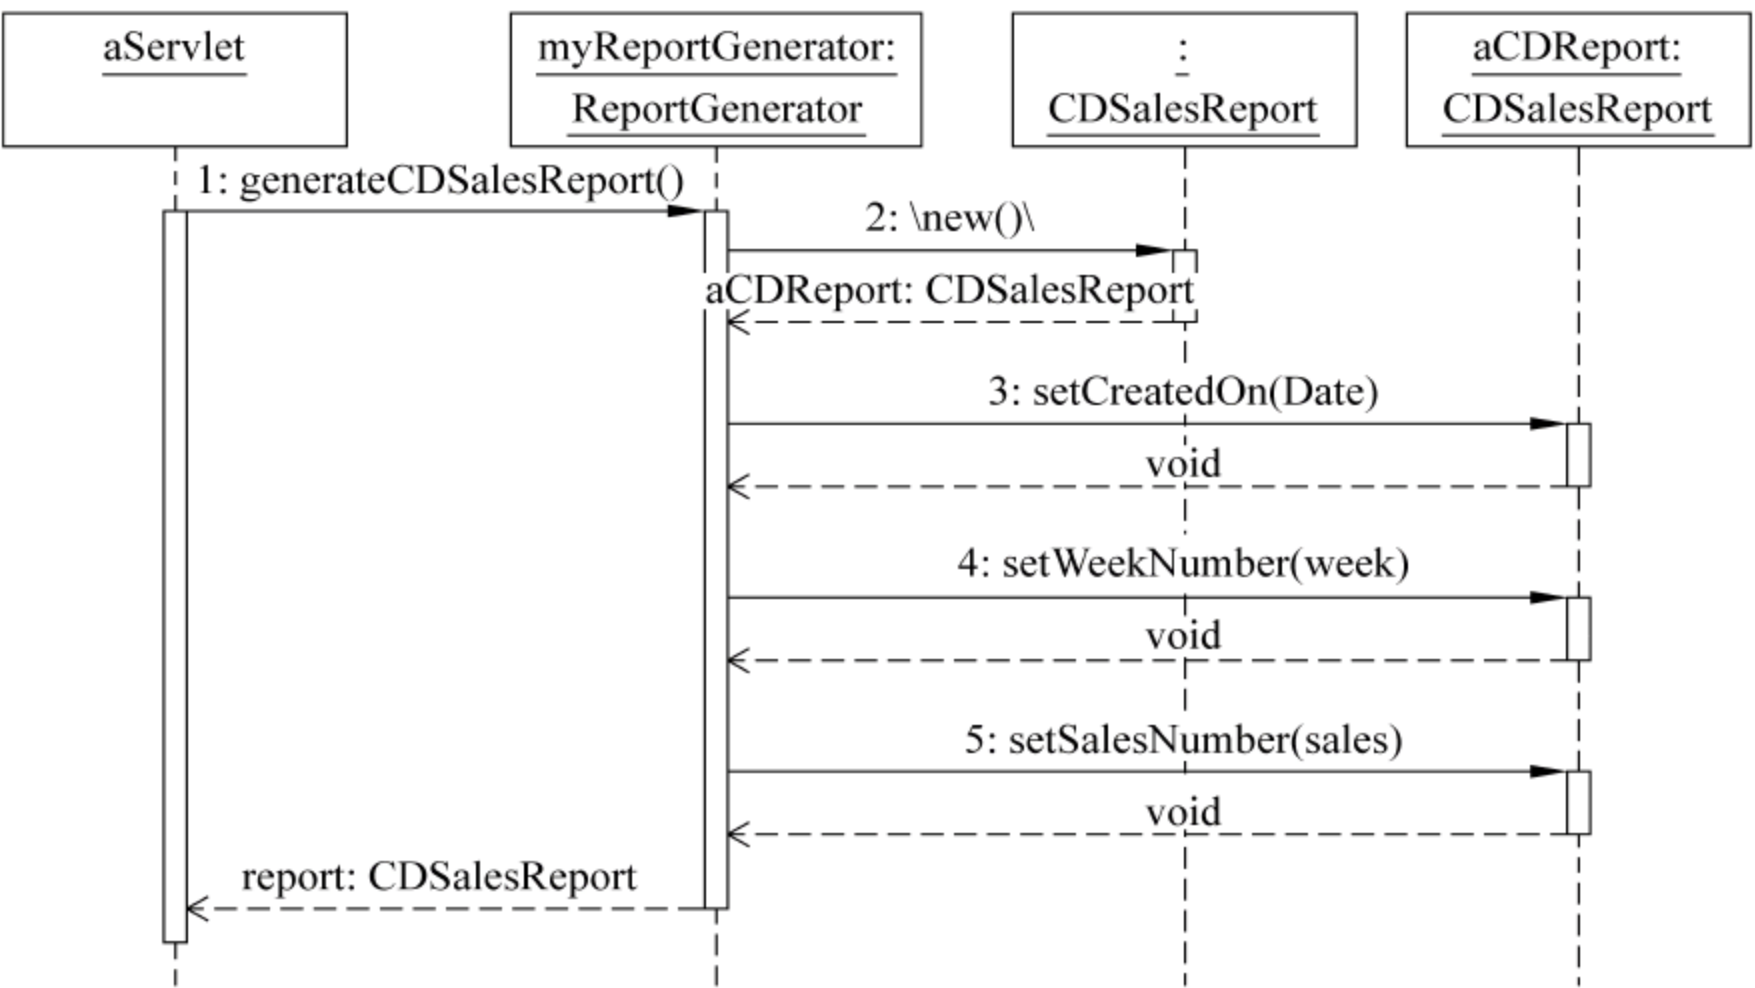 aServlet
myReportGenerator:
ReportGenerator
:
CDSalesReport
aCDReport:
CDSalesReport
1: generateCDSalesReport()
2: \new()\
aCDReport: CDSalesReport
3: setCreatedOn(Date)
void
4: setWeekNumber(week)
void
5: setSalesNumber(sales)
void
report: CDSalesReport